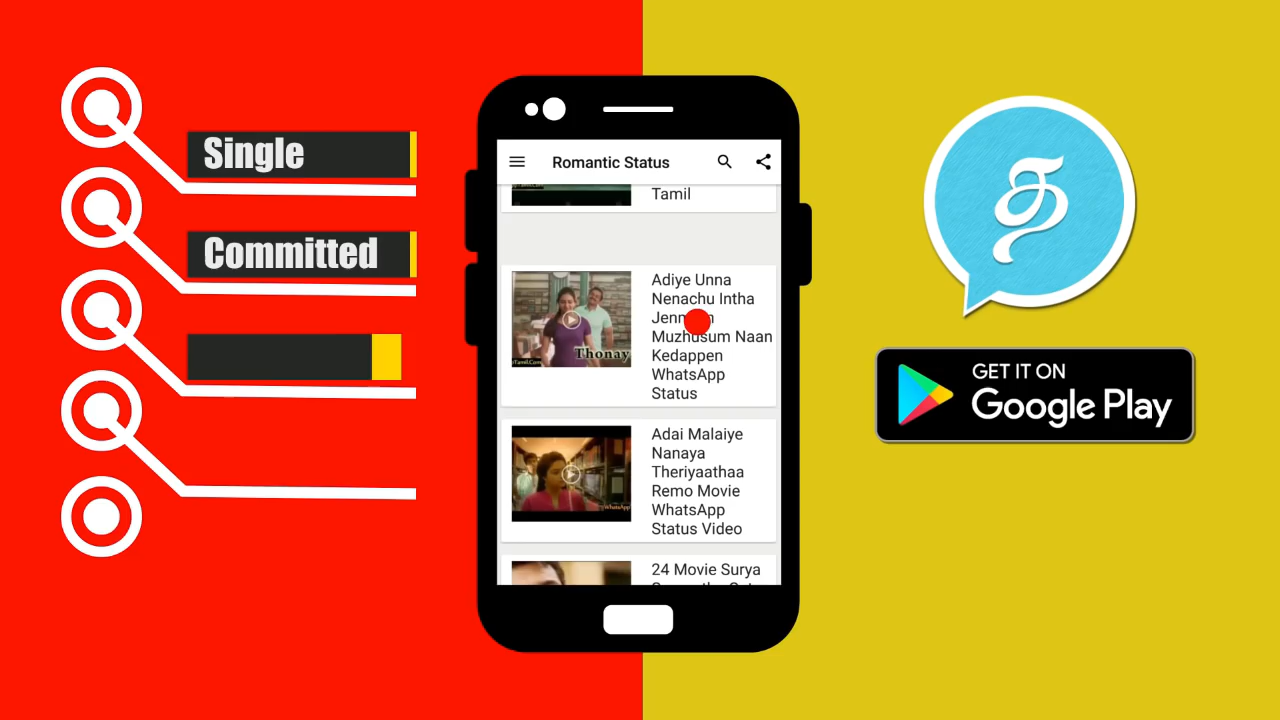 Single
Committed
Romantic Status
Tamil
Adiye Unna
Nenachu Intha
Muzhusum Naan
Kedappen
WhatsApp
Status
Thonay
Adai Malaiye
Nanaya
Theriyaathaa
Remo Movie
WhatsApp
Status Video
WhatsApp
24 Movie Surya
த
GET IT ON
Google Play